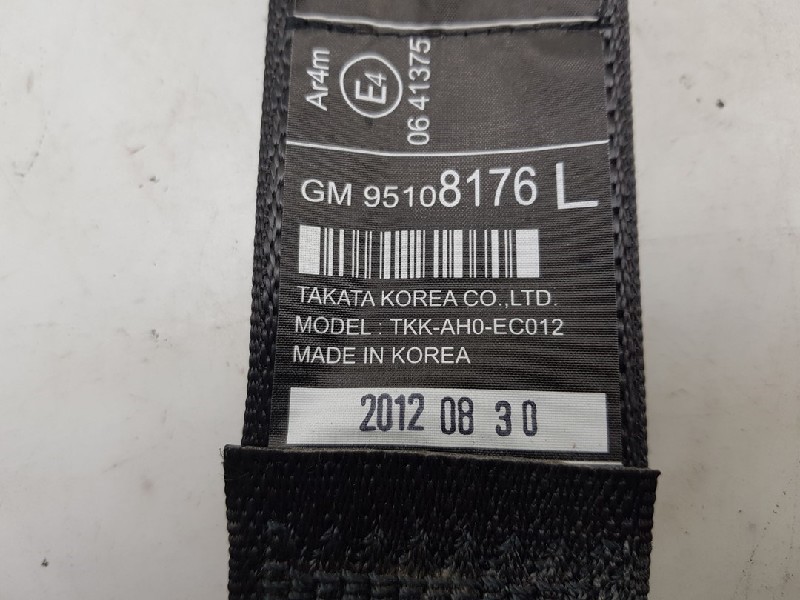 Ar4m
E4
06 41375
GM 95108176 L
TAKATA KOREA CO.,LTD.
MODEL : TKK-AH0-EC012
MADE IN KOREA
2012 08 30